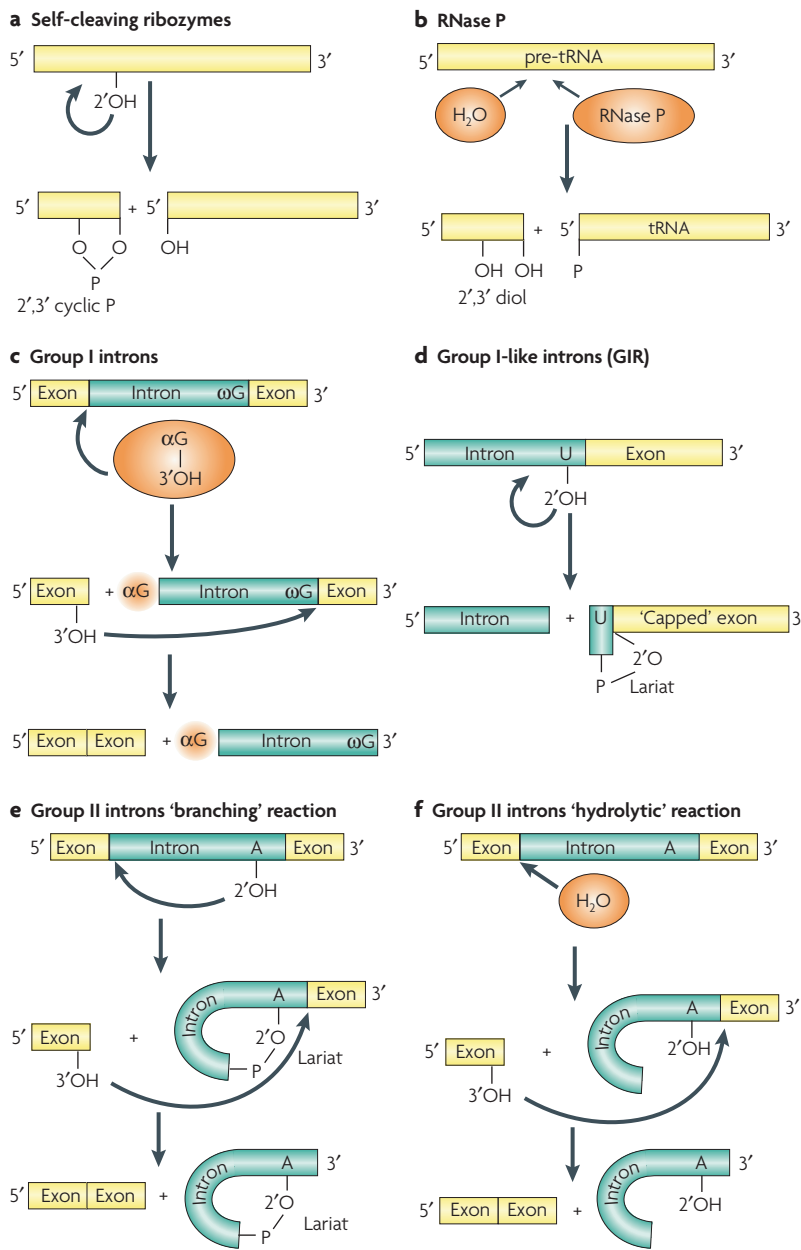 a Self-cleaving ribozymes
5′ 3′
2′OH
5′ + 5′ 3′
O O OH
P
2′,3′ cyclic P
b RNase P
5′ pre-tRNA 3′
H₂O RNase P
5′ + 5′ tRNA 3′
OH OH P
2′,3′ diol
c Group I introns
5′ Exon Intron ωG Exon 3′
αG
3′OH
5′ Exon + αG Intron ωG Exon 3′
3′OH
5′ Exon Exon + αG Intron ωG 3′
d Group I-like introns (GIR)
5′ Intron U Exon 3′
2′OH
5′ Intron + U ‘Capped’ exon 3
2′O
P Lariat
e Group II introns ‘branching’ reaction
5′ Exon Intron A Exon 3′
2′OH
5′ Exon + Intron A Exon 3′
2′O
P Lariat
3′OH
5′ Exon Exon + Intron A 3′
2′O
P Lariat
f Group II introns ‘hydrolytic’ reaction
5′ Exon Intron A Exon 3′
H₂O
5′ Exon + Intron A Exon 3′
2′OH
3′OH
5′ Exon Exon + Intron A 3′
2′OH